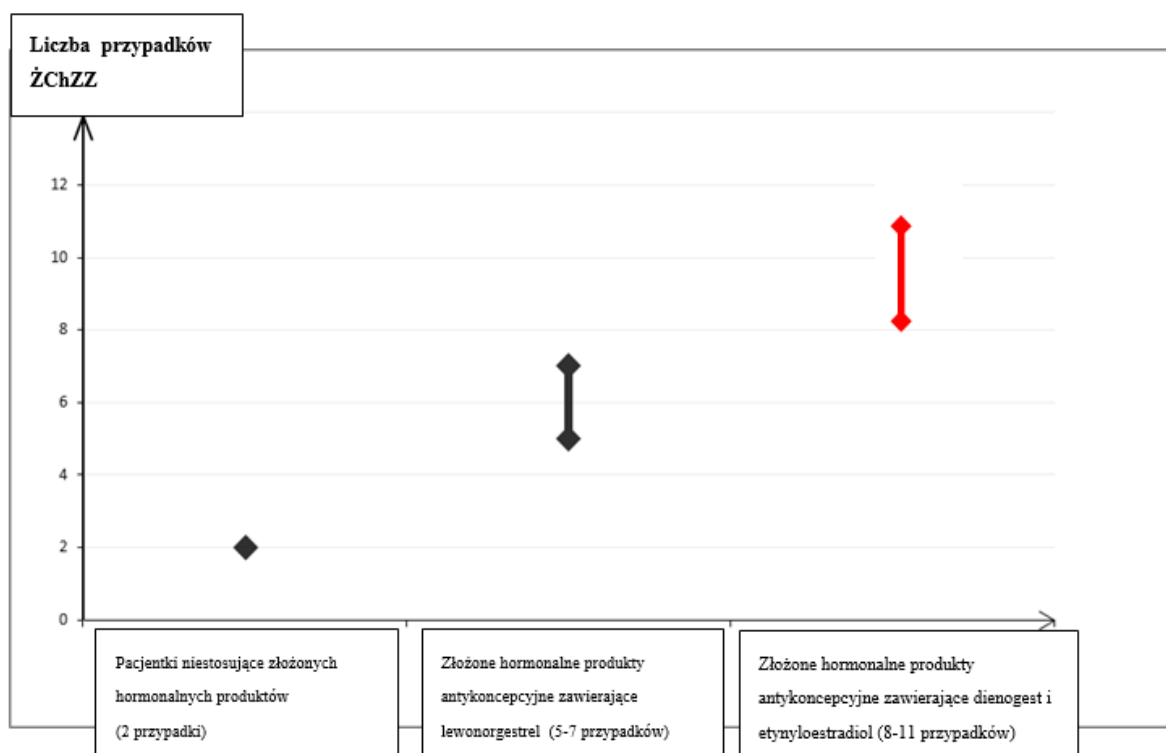 Liczba przypadków
ŻChZZ
12
10
8
6
4
2
0
Pacjentki niestosujące złożonych
hormonalnych produktów
(2 przypadki)
Złożone hormonalne produkty
antykoncepcyjne zawierające
lewonorgestrel (5-7 przypadków)
Złożone hormonalne produkty
antykoncepcyjne zawierające dienogest i
etynyloestradiol (8-11 przypadków)